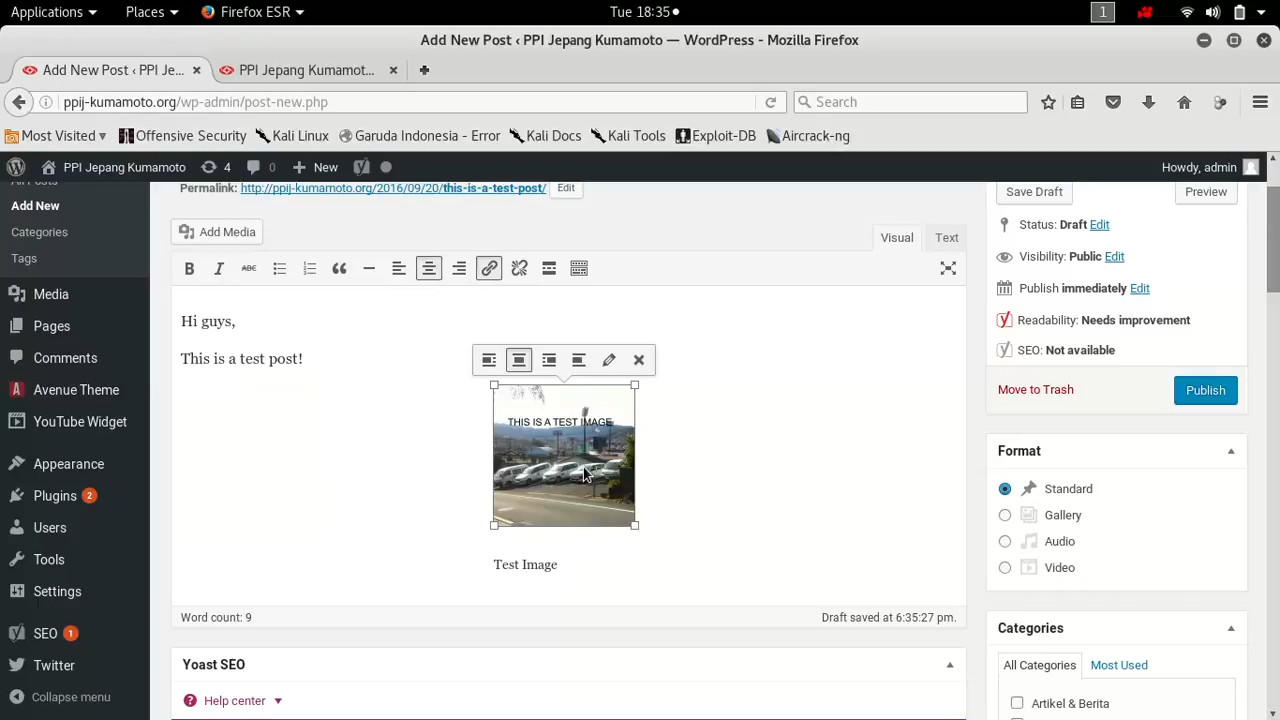 Applications Places Firefox ESR Tue 18:35 1
Add New Post ‹ PPI Jepang Kumamoto — WordPress - Mozilla Firefox
Add New Post ‹ PPI Je... PPI Jepang Kumamot...
ppij-kumamoto.org/wp-admin/post-new.php Search
Most Visited Offensive Security Kali Linux Garuda Indonesia - Error Kali Docs Kali Tools Exploit-DB Aircrack-ng
PPI Jepang Kumamoto 4 0 New Howdy, admin
All Posts
Add New
Categories
Tags
Media
Pages
Comments
Avenue Theme
YouTube Widget
Appearance
Plugins 2
Users
Tools
Settings
SEO 1
Twitter
Collapse menu
Permalink: http://ppij-kumamoto.org/2016/09/20/this-is-a-test-post/ Edit
Add Media
Visual Text
B I ABC
Hi guys,
This is a test post!
THIS IS A TEST IMAGE
Test Image
Word count: 9 Draft saved at 6:35:27 pm.
Yoast SEO
Help center
Save Draft Preview
Status: Draft Edit
Visibility: Public Edit
Publish immediately Edit
Readability: Needs improvement
SEO: Not available
Move to Trash Publish
Format
Standard
Gallery
Audio
Video
Categories
All Categories Most Used
Artikel & Berita